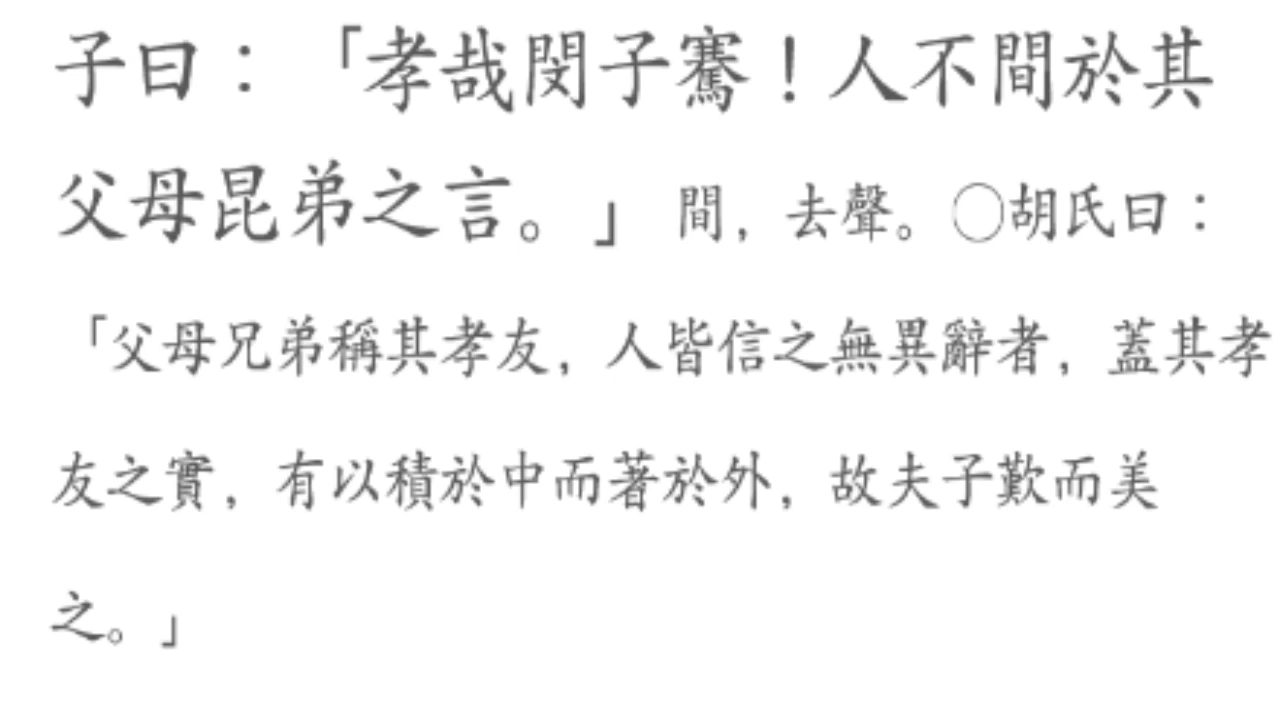 子曰：「孝哉閔子騫！人不間於其
父母昆弟之言。」間，去聲。○胡氏曰：
「父母兄弟稱其孝友，人皆信之無異辭者，蓋其孝
友之實，有以積於中而著於外，故夫子歎而美
之。」